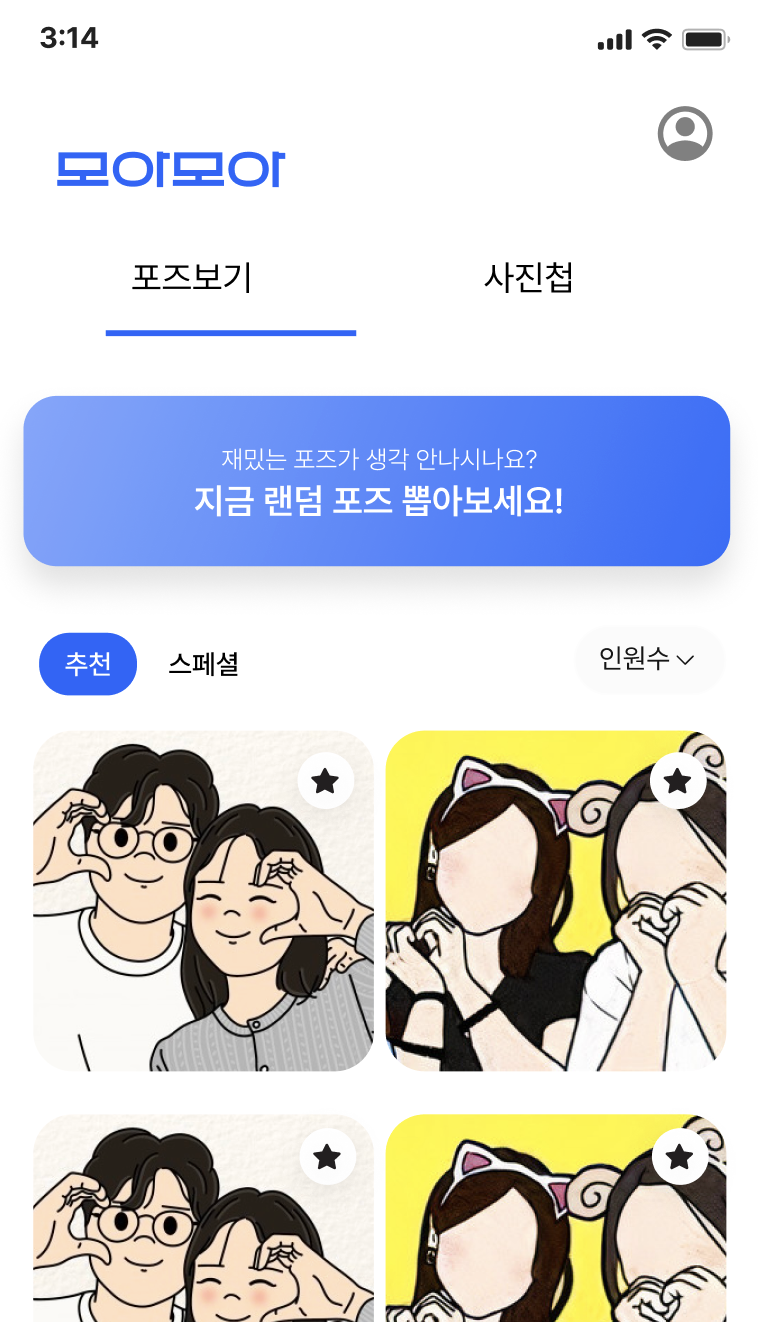 3:14
모아모아
포즈보기 사진첩
재밌는 포즈가 생각 안나시나요?
지금 랜덤 포즈 뽑아보세요!
추천 스페셜 인원수